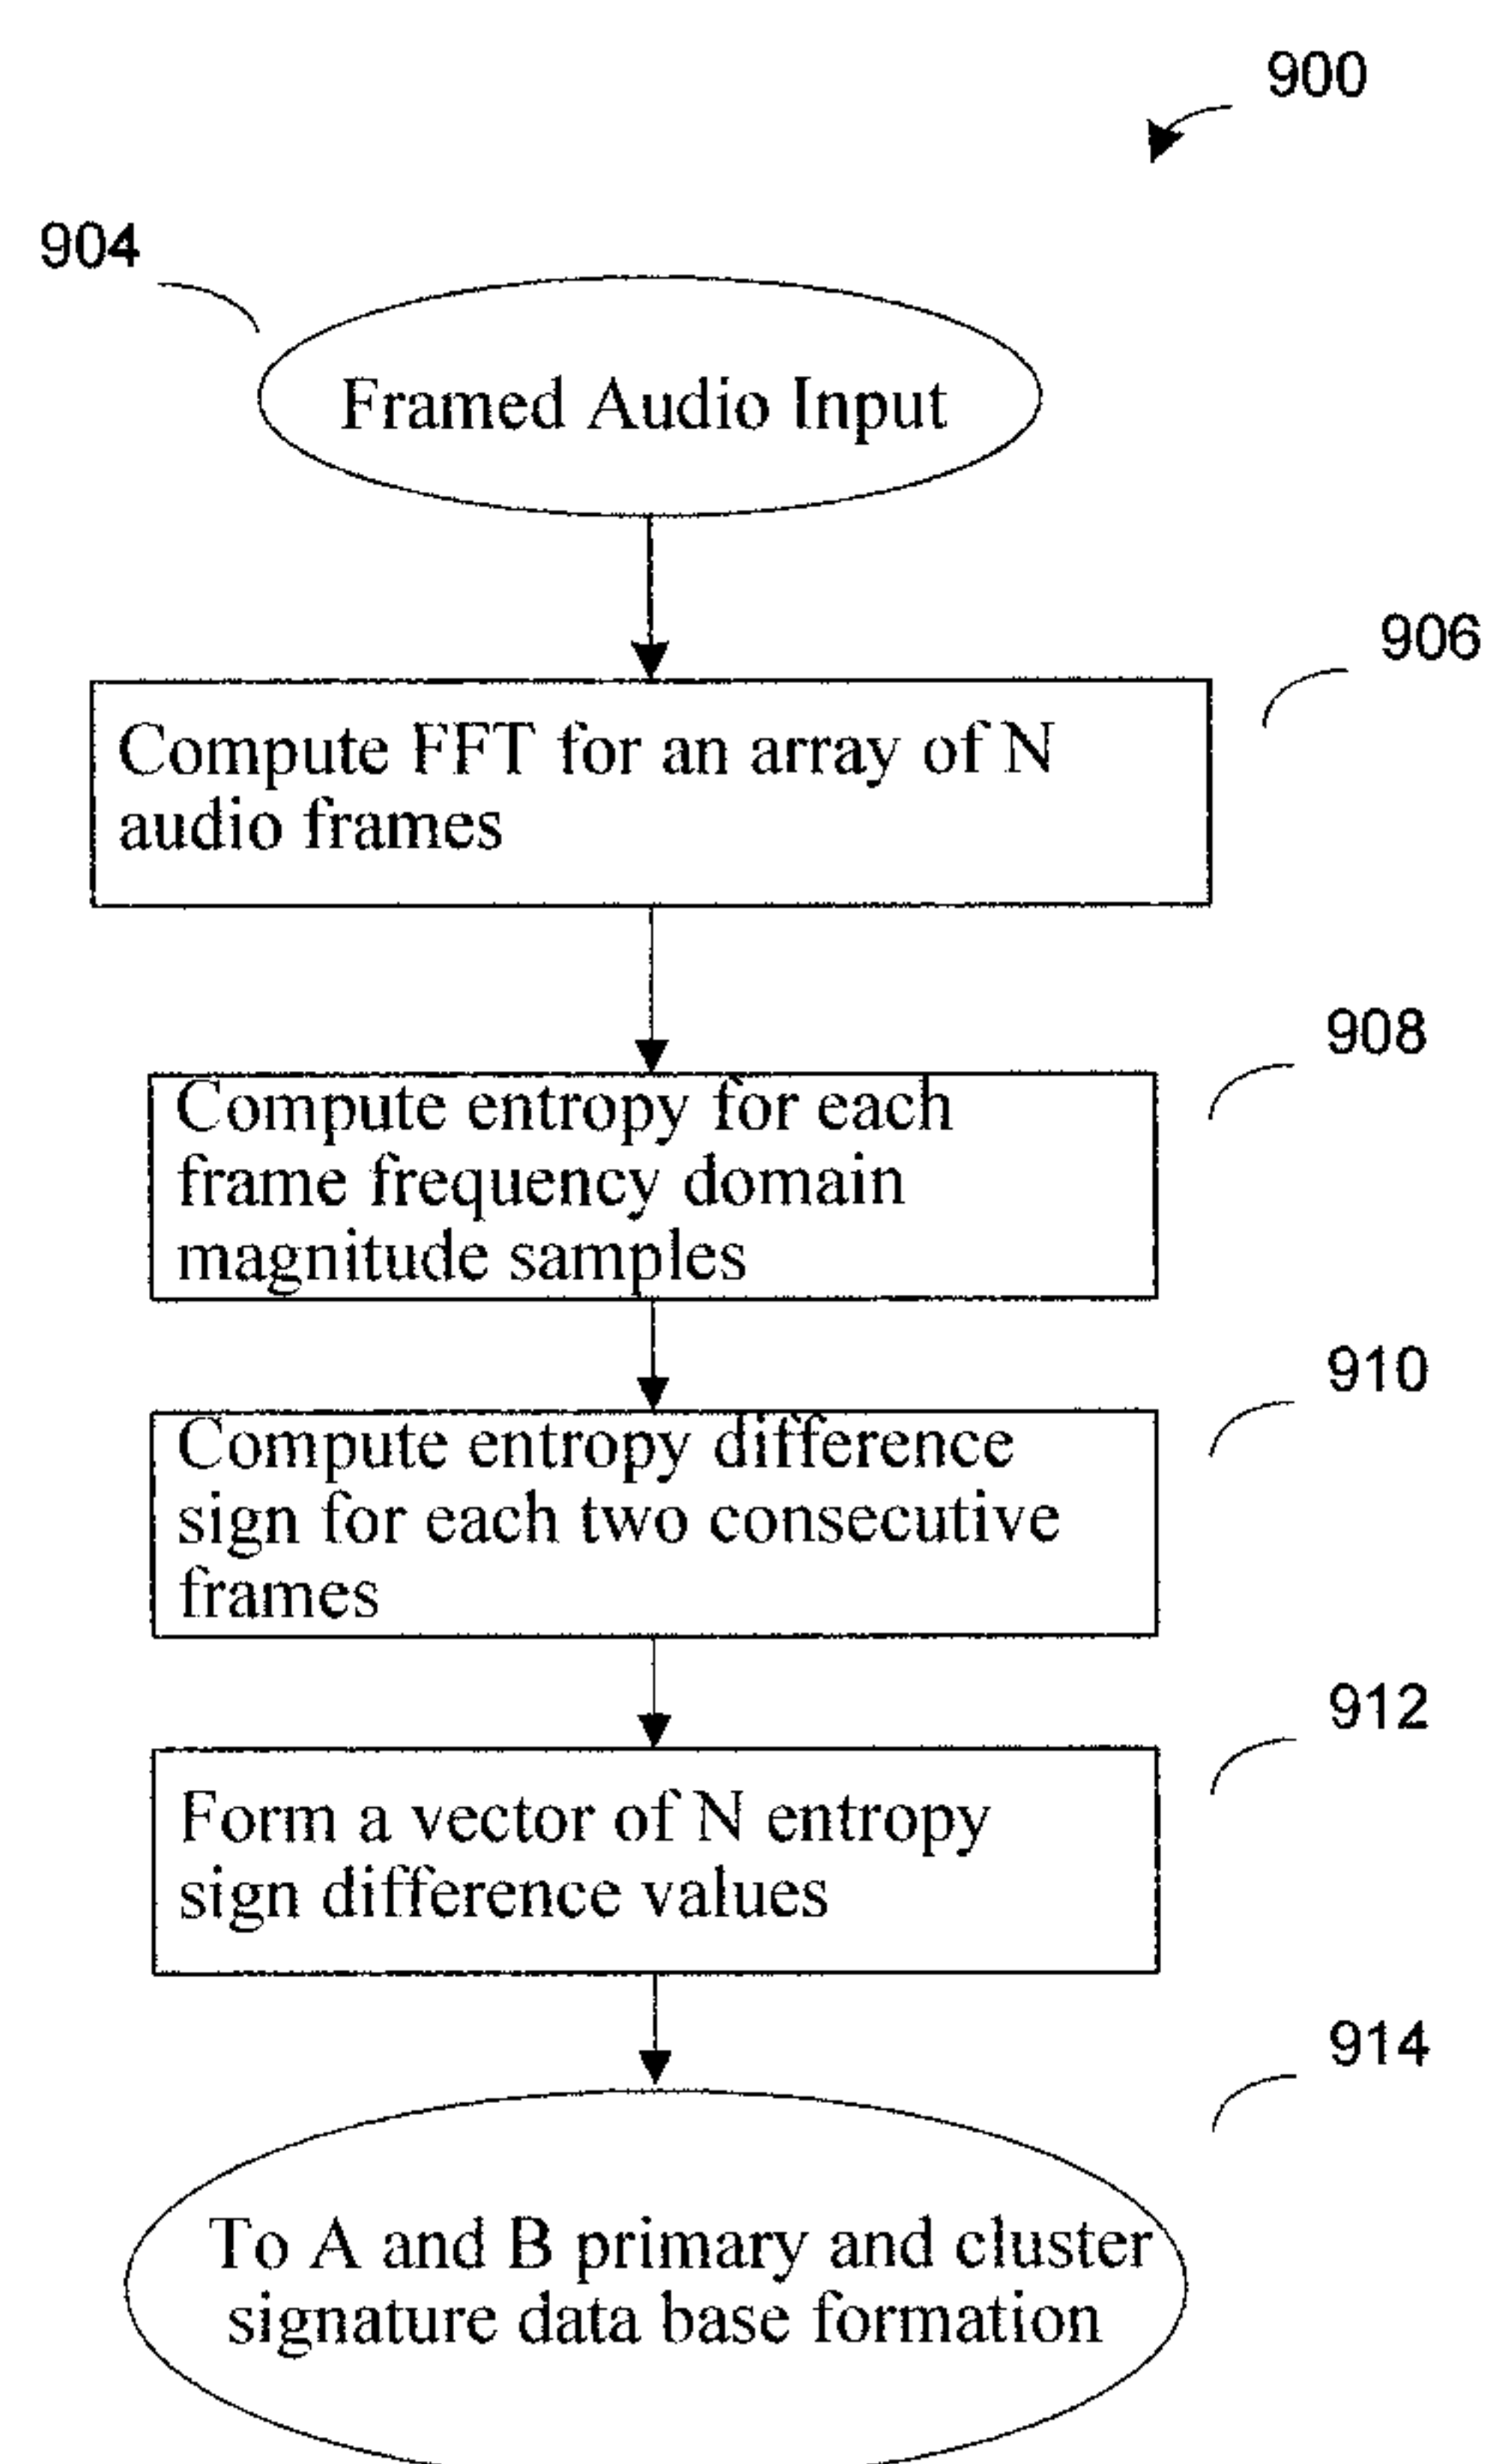 900
904
Framed Audio Input
906
Compute FFT for an array of N
audio frames
908
Compute entropy for each
frame frequency domain
magnitude samples
910
Compute entropy difference
sign for each two consecutive
frames
912
Form a vector of N entropy
sign difference values
914
To A and B primary and cluster
signature data base formation